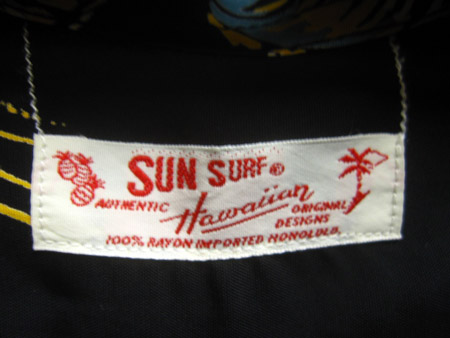 SUN SURF®
AUTHENTIC Hawaiian ORIGINAL
DESIGNS
100% RAYON IMPORTED HONOLULU.